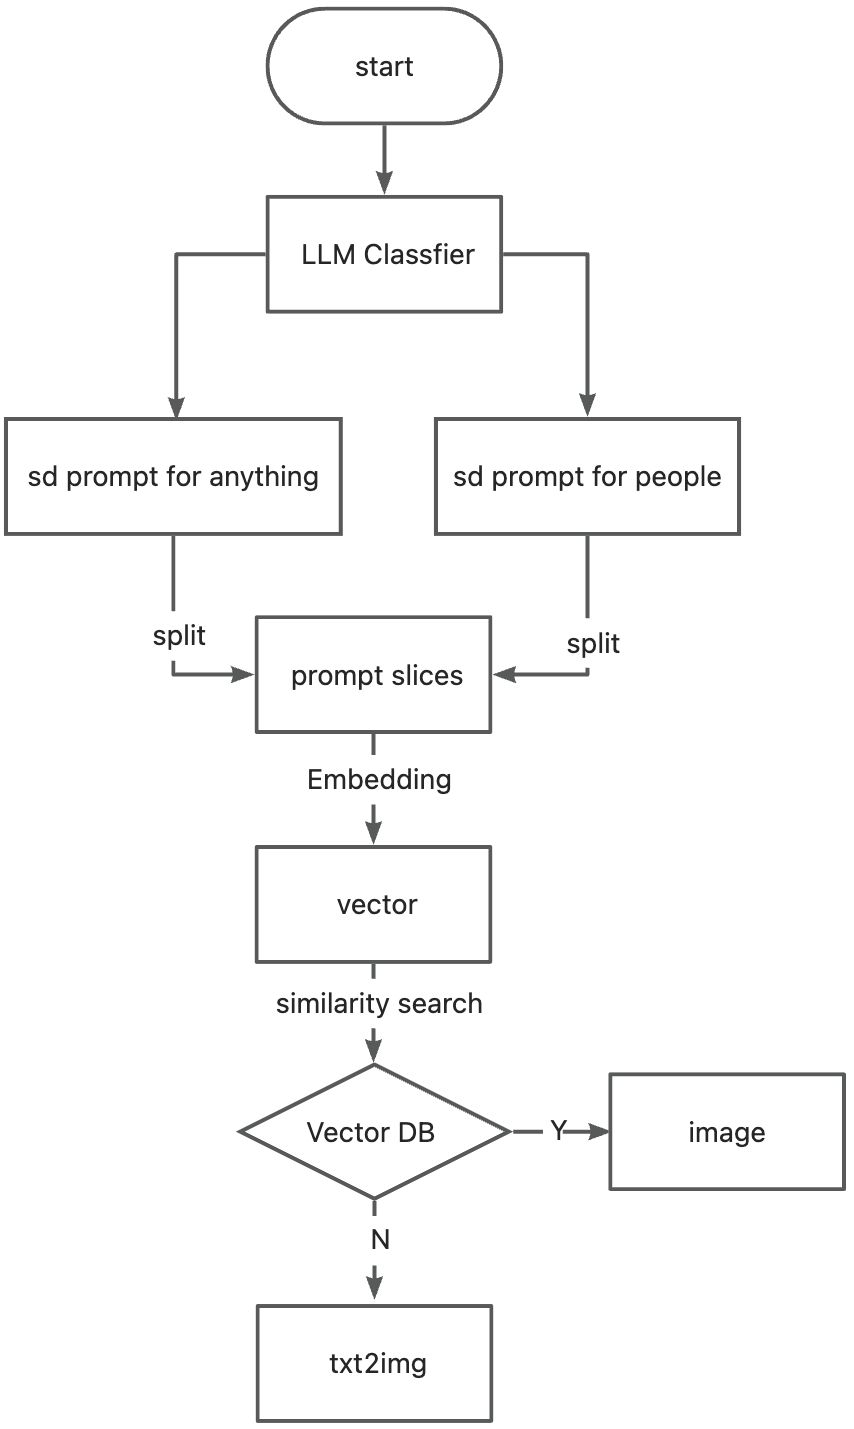 start
LLM Classfier
sd prompt for anything
sd prompt for people
split
split
prompt slices
Embedding
vector
similarity search
Vector DB
Y
image
N
txt2img